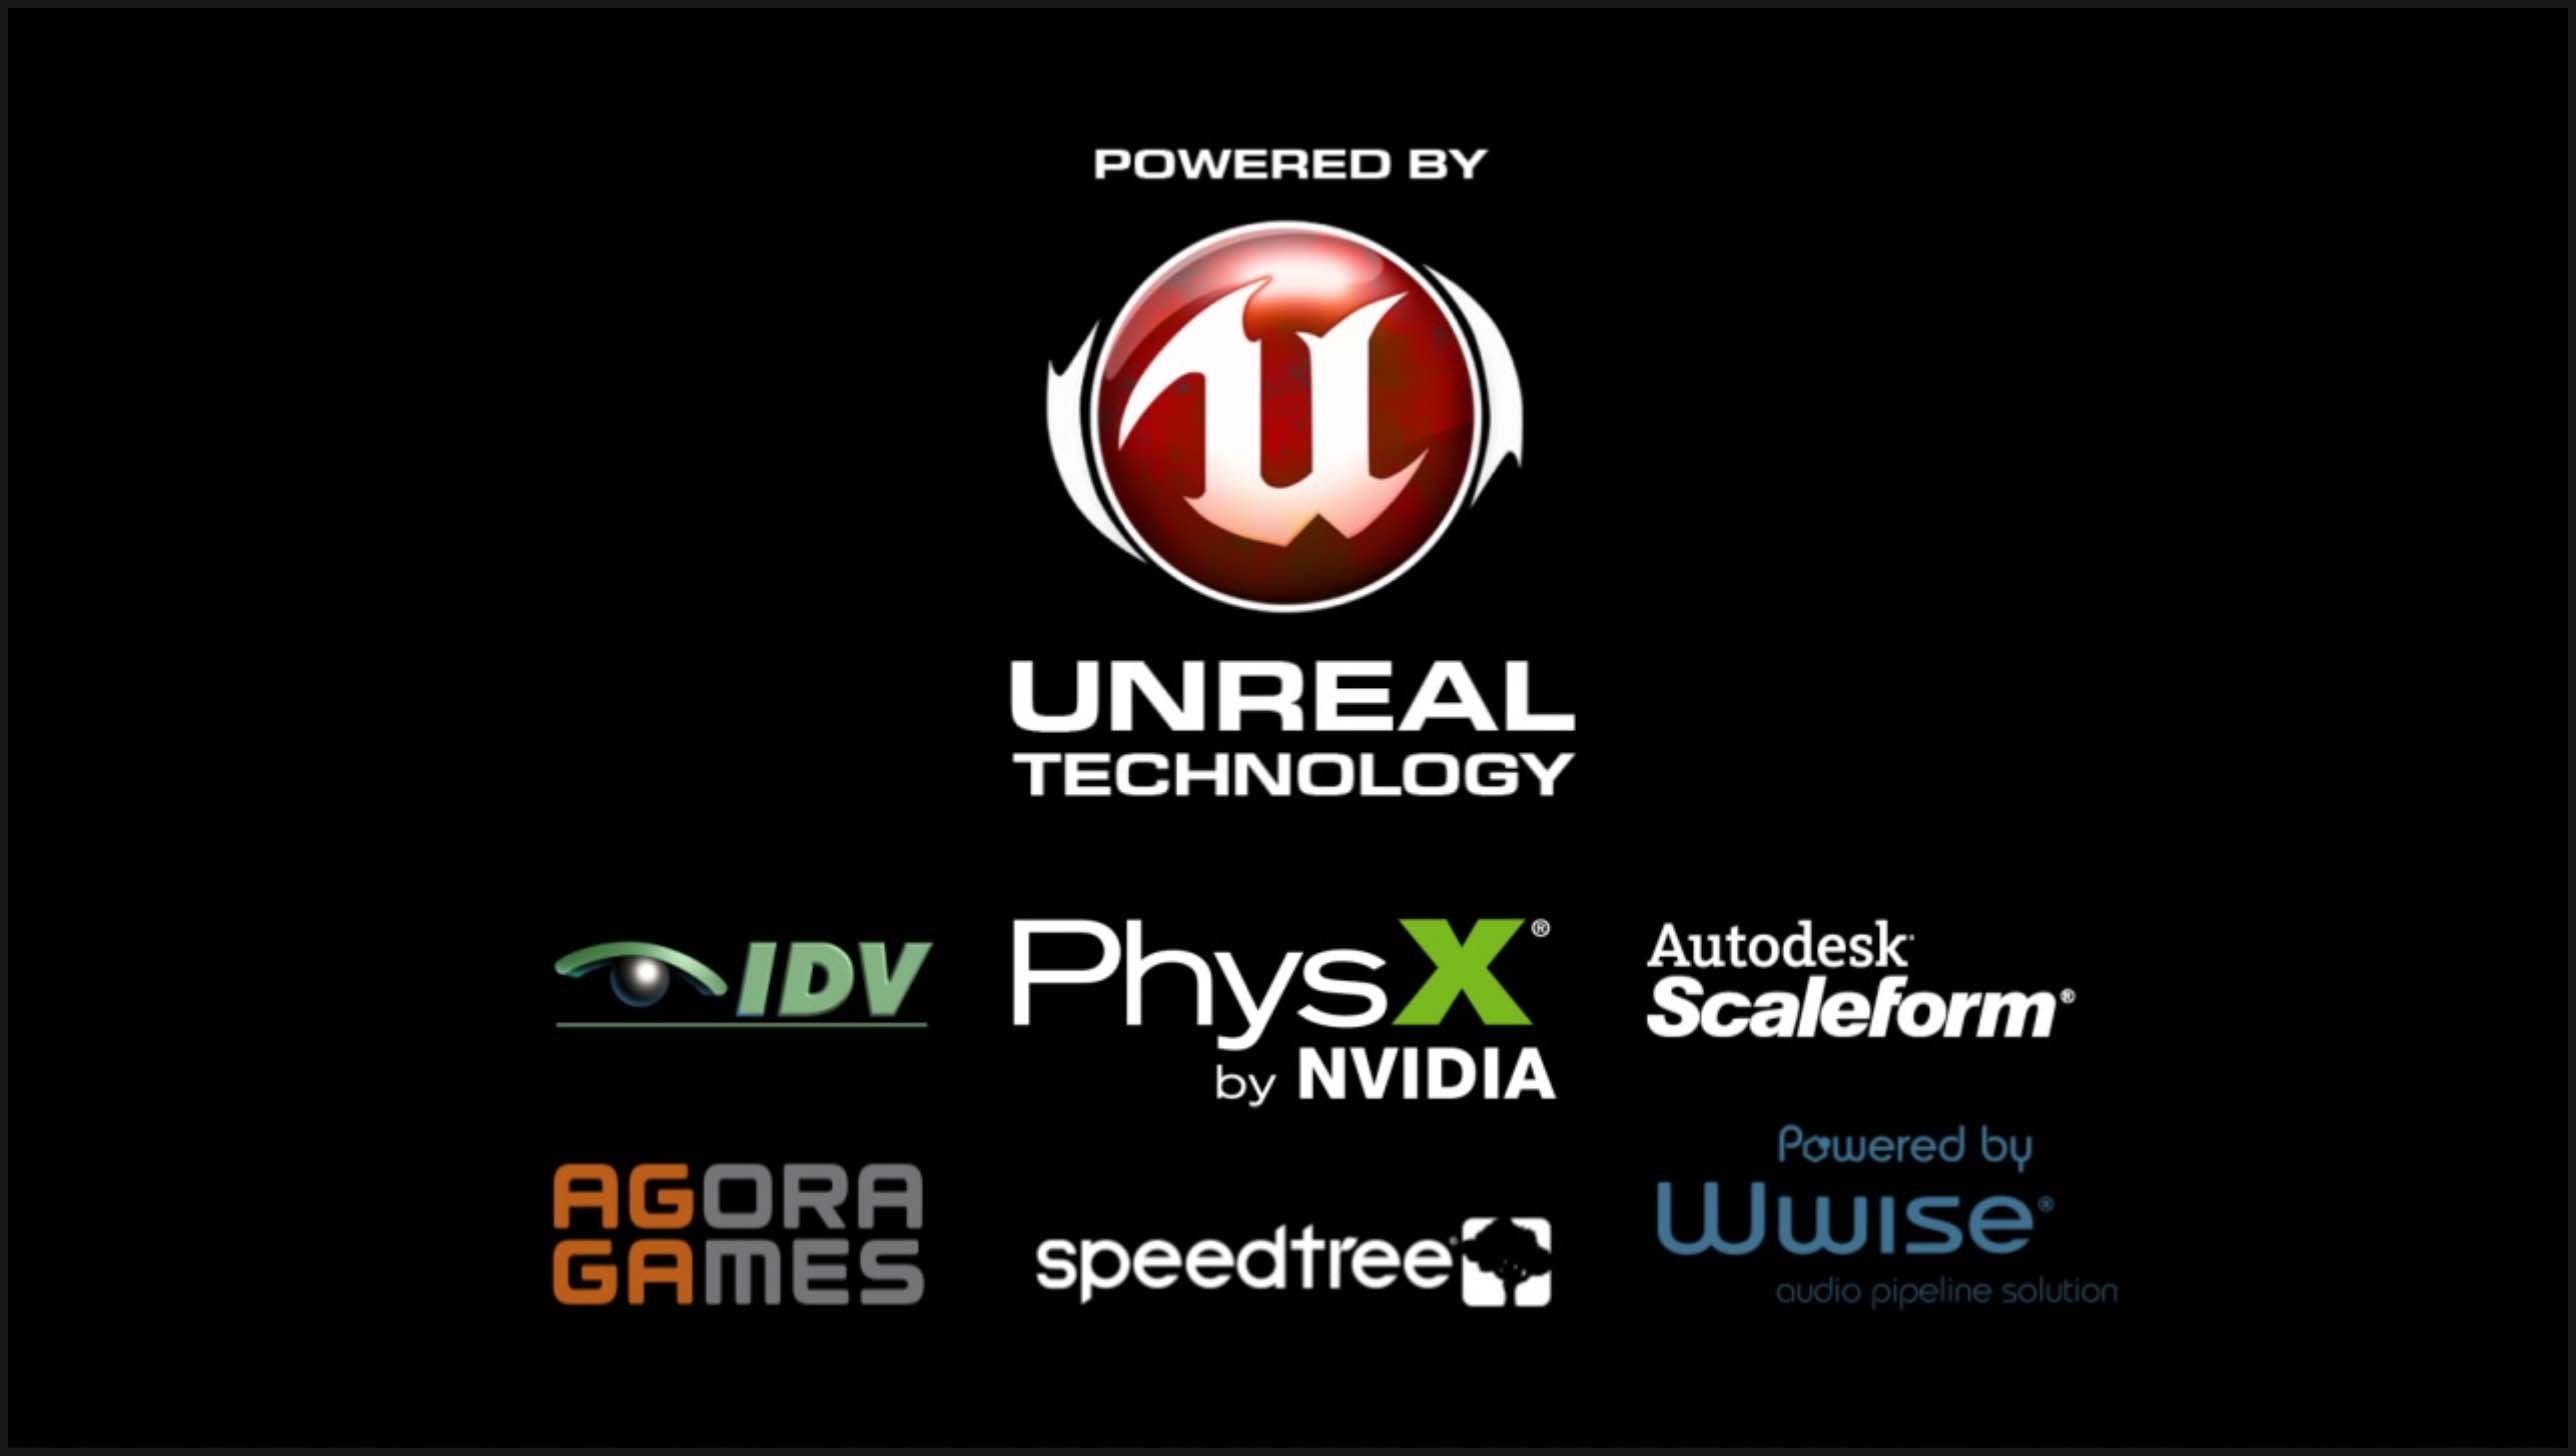 POWERED BY
UNREAL
TECHNOLOGY
IDV
PhysX®
by NVIDIA
Autodesk
Scaleform®
AGORA
GAMES
speedtree
Powered by
Wwise®
audio pipeline solution